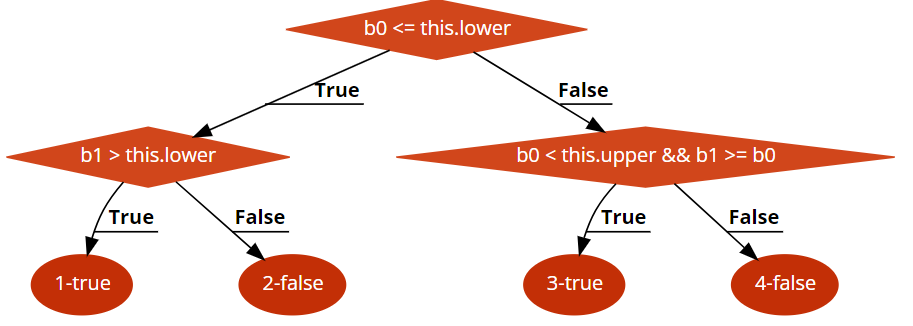 b0 <= this.lower
True
False
b1 > this.lower
b0 < this.upper && b1 >= b0
True
False
True
False
1-true
2-false
3-true
4-false